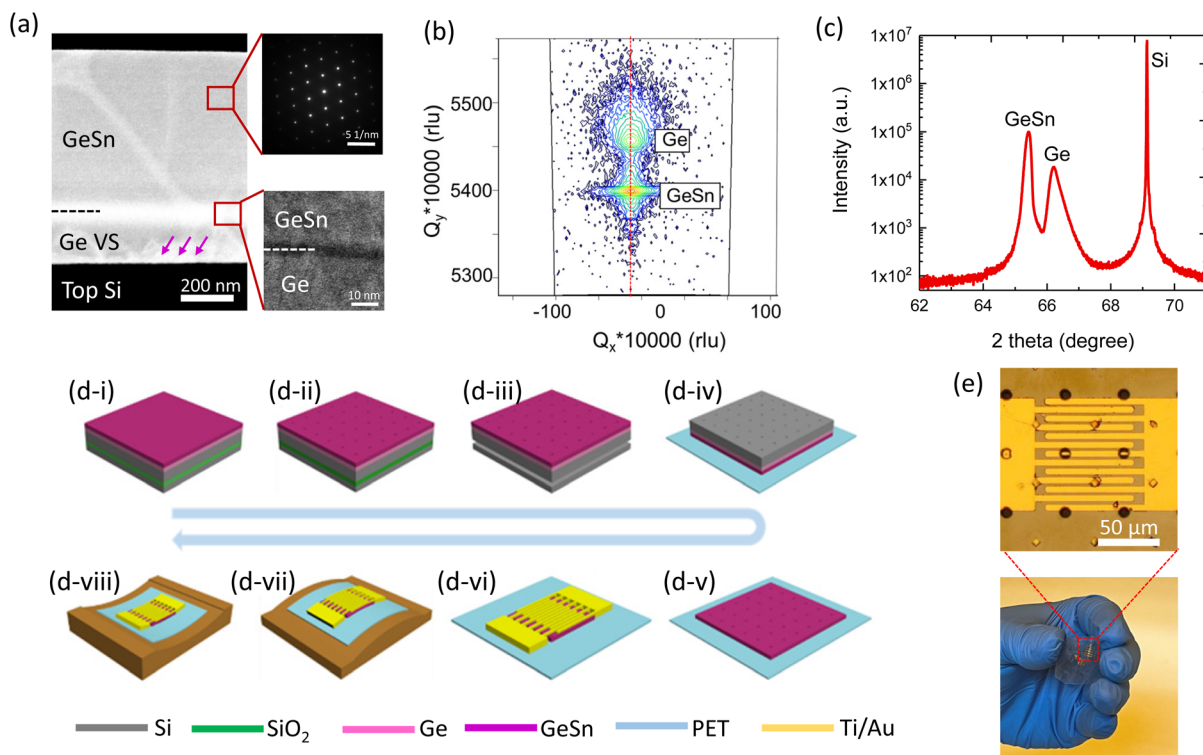 (a)
GeSn
Ge VS
Top Si
200 nm
5 1/nm
GeSn
Ge
10 nm
(b)
Q_y*10000 (rlu)
5500
5400
5300
Ge
GeSn
-100
0
100
Q_x*10000 (rlu)
(c)
Intensity (a.u.)
1x10^7
1x10^6
1x10^5
1x10^4
1x10^3
1x10^2
GeSn
Ge
Si
62
64
66
68
70
2 theta (degree)
(d-i)
(d-ii)
(d-iii)
(d-iv)
(d-viii)
(d-vii)
(d-vi)
(d-v)
Si
SiO₂
Ge
GeSn
PET
Ti/Au
(e)
50 μm